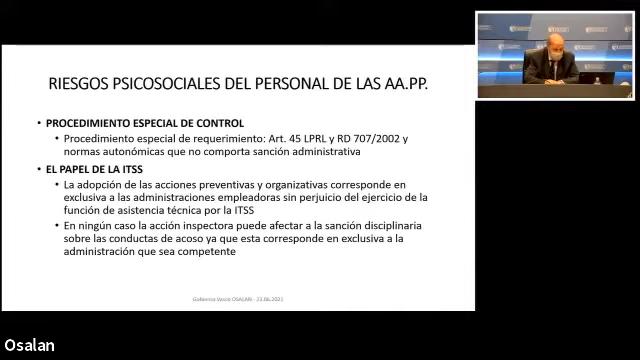 RIESGOS PSICOSOCIALES DEL PERSONAL DE LAS AA.PP.
• PROCEDIMIENTO ESPECIAL DE CONTROL
• Procedimiento especial de requerimiento: Art. 45 LPRL y RD 707/2002 y
normas autonómicas que no comporta sanción administrativa
• EL PAPEL DE LA ITSS
• La adopción de las acciones preventivas y organizativas corresponde en
exclusiva a las administraciones empleadoras sin perjuicio del ejercicio de la
función de asistencia técnica por la ITSS
• En ningún caso la acción inspectora puede afectar a la sanción disciplinaria
sobre las conductas de acoso ya que esta corresponde en exclusiva a la
administración que sea competente
Gobierno Vasco OSALAN - 23.06.2021
Osalan